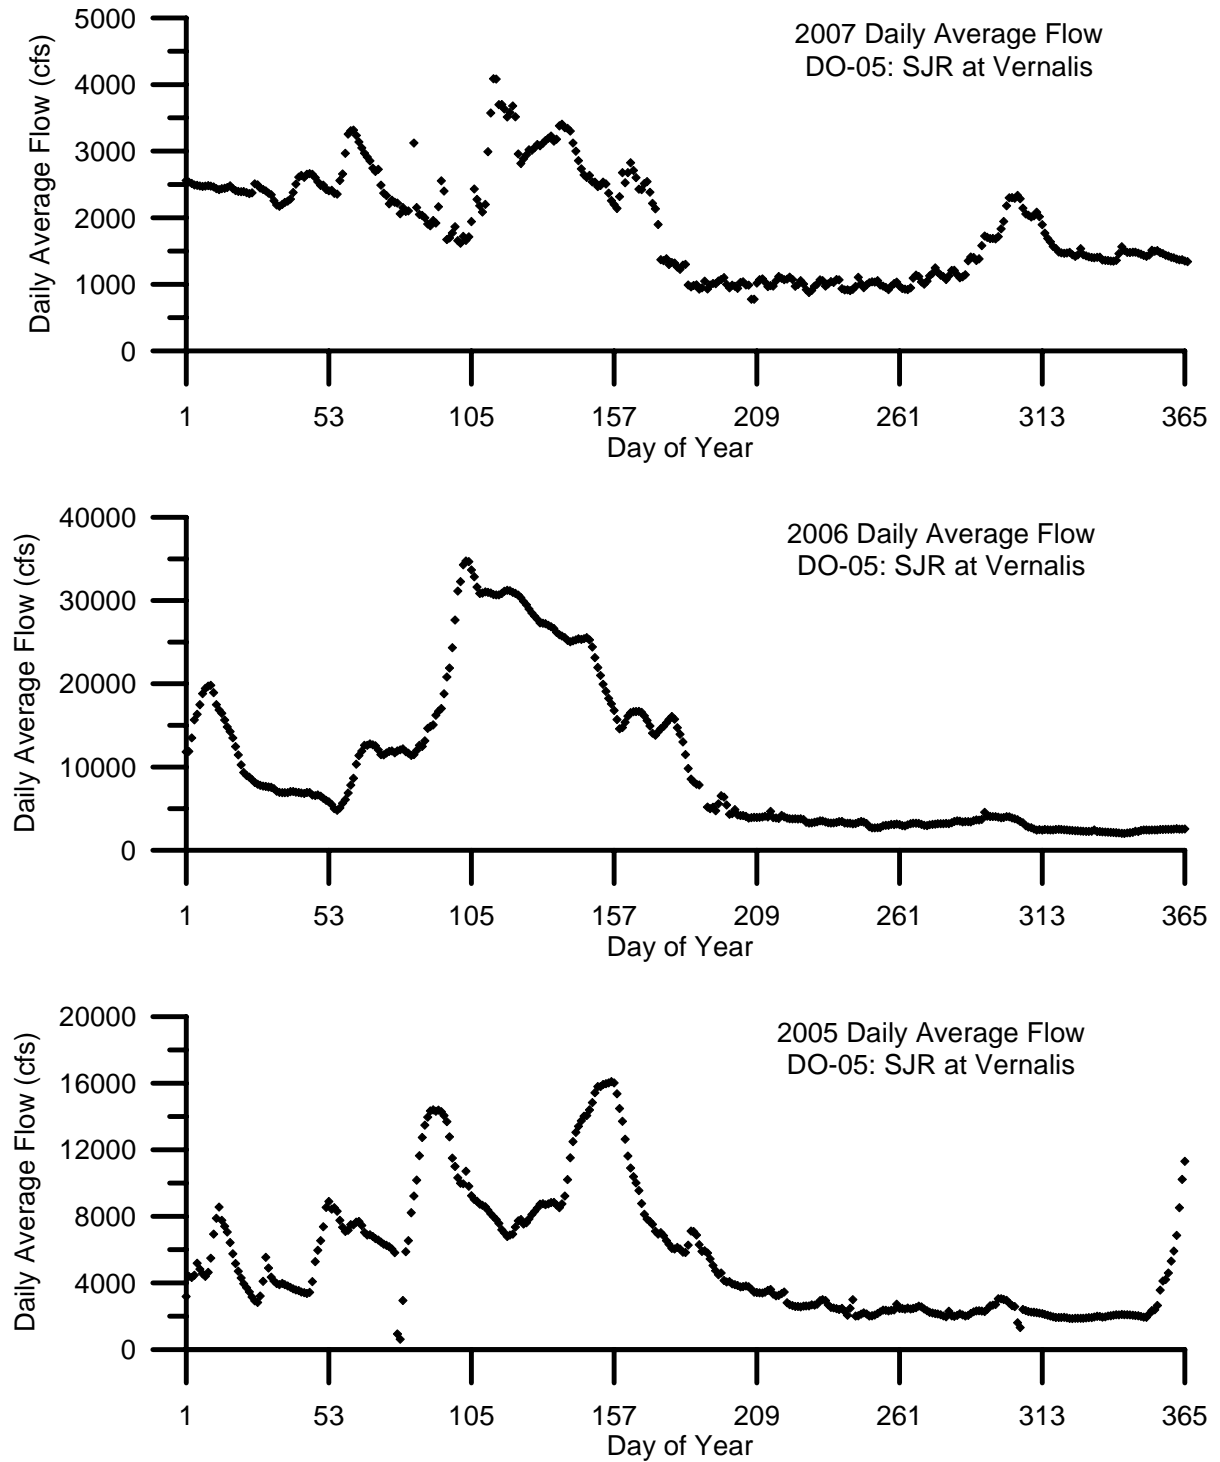 2007 Daily Average Flow
DO-05: SJR at Vernalis
Daily Average Flow (cfs)
5000
4000
3000
2000
1000
0
1 53 105 157 209 261 313 365
Day of Year
2006 Daily Average Flow
DO-05: SJR at Vernalis
Daily Average Flow (cfs)
40000
30000
20000
10000
0
1 53 105 157 209 261 313 365
Day of Year
2005 Daily Average Flow
DO-05: SJR at Vernalis
Daily Average Flow (cfs)
20000
16000
12000
8000
4000
0
1 53 105 157 209 261 313 365
Day of Year